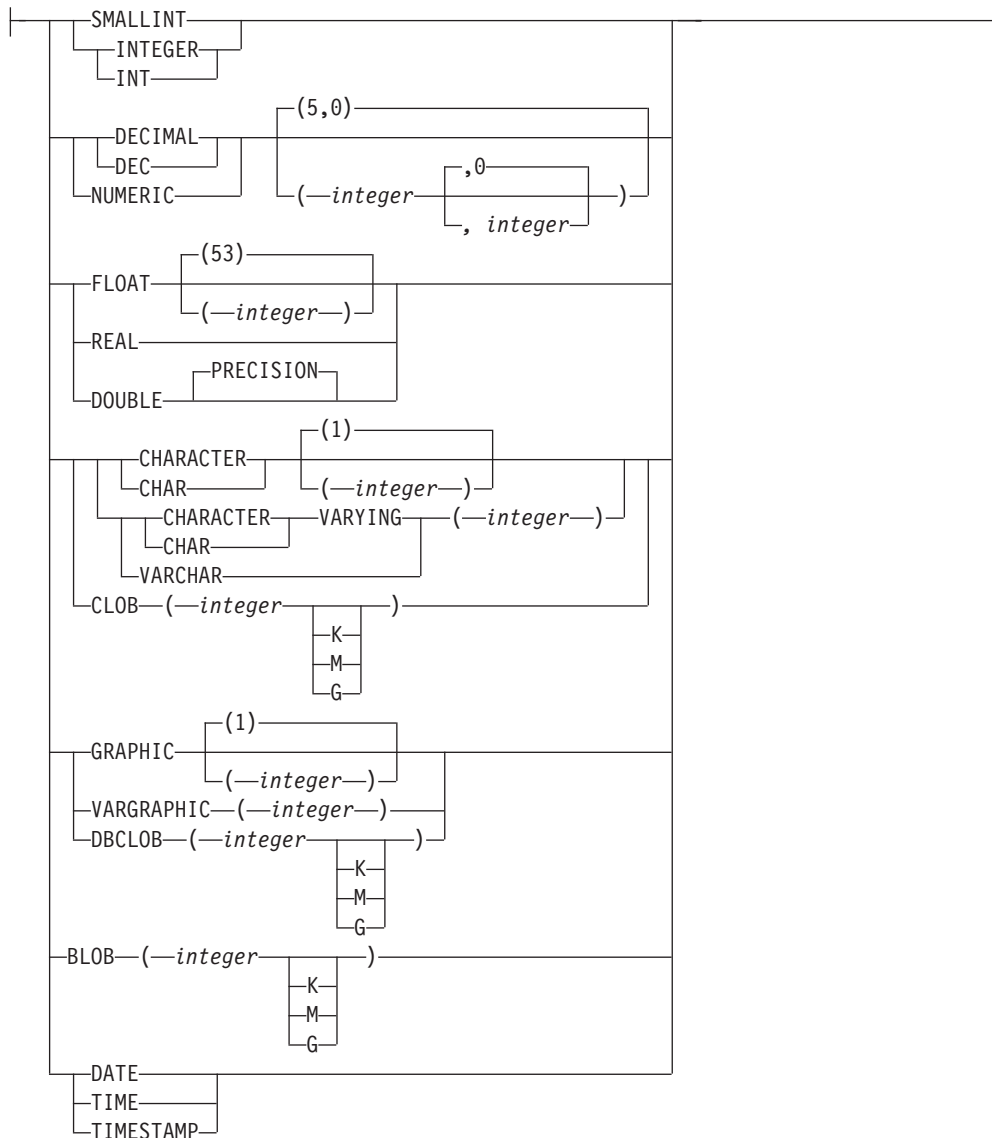 SMALLINT
INTEGER
INT
(5,0)
DECIMAL
DEC
,0
NUMERIC
( integer )
, integer
(53)
FLOAT
( integer )
REAL
PRECISION
DOUBLE
(1)
CHARACTER
CHAR
( integer )
CHARACTER VARYING ( integer )
CHAR
VARCHAR
CLOB ( integer )
K
M
G
(1)
GRAPHIC
( integer )
VARGRAPHIC ( integer )
DBCLOB ( integer )
K
M
G
BLOB ( integer )
K
M
G
DATE
TIME
TIMESTAMP